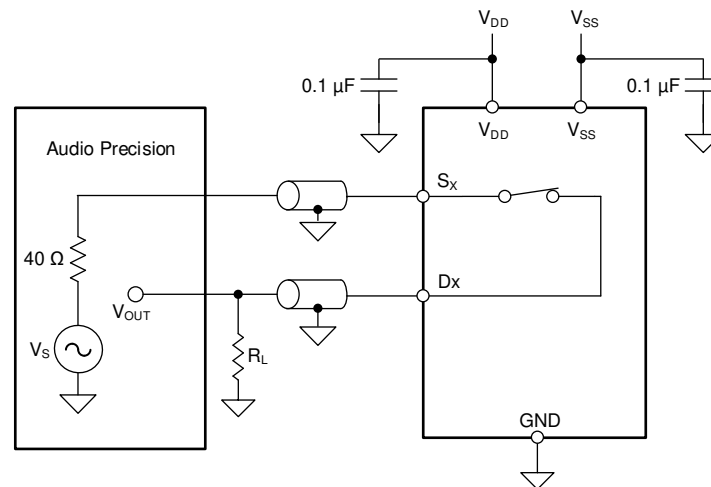 V_DD
V_SS
0.1 µF
0.1 µF
V_DD
V_SS
Audio Precision
S_X
40 Ω
Dx
V_OUT
V_S
R_L
GND